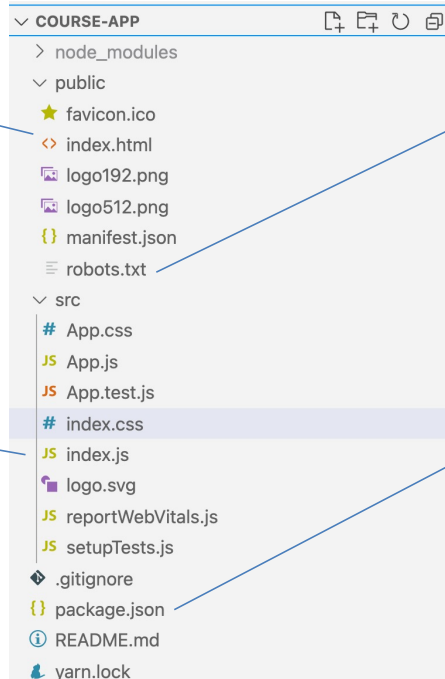 COURSE-APP
node_modules
public
favicon.ico
index.html
logo192.png
logo512.png
manifest.json
robots.txt
src
App.css
App.js
App.test.js
index.css
index.js
logo.svg
reportWebVitals.js
setupTests.js
.gitignore
package.json
README.md
yarn.lock